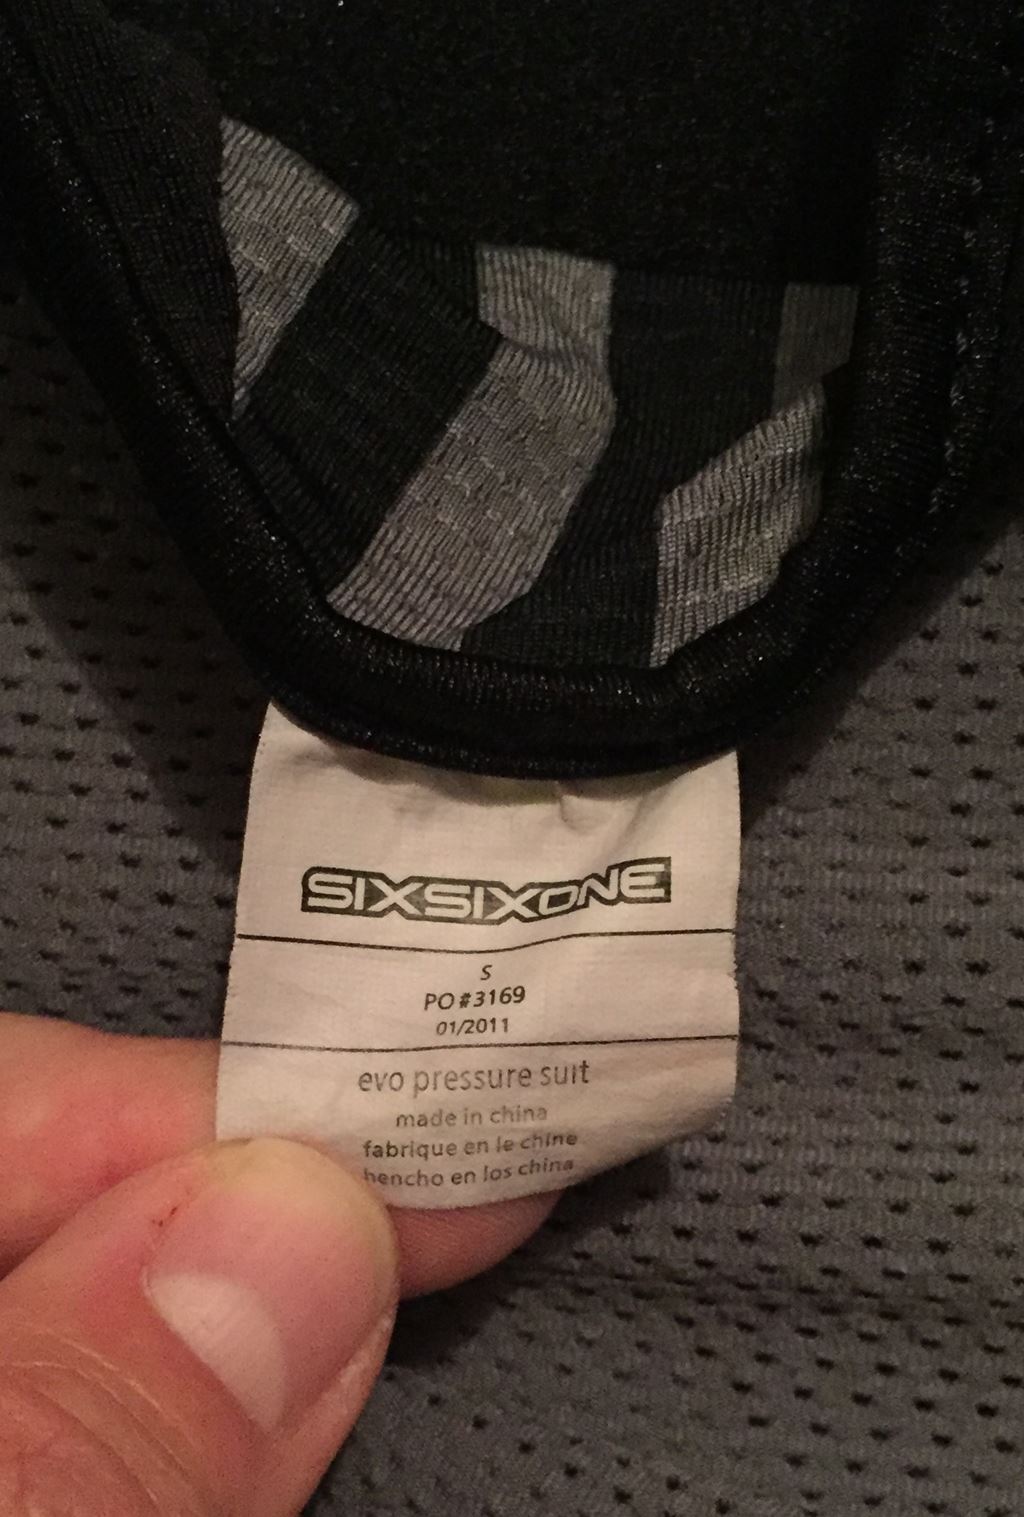 SIXSIXONE
S
PO#3169
01/2011
evo pressure suit
made in china
fabrique en le chine
hencho en los china